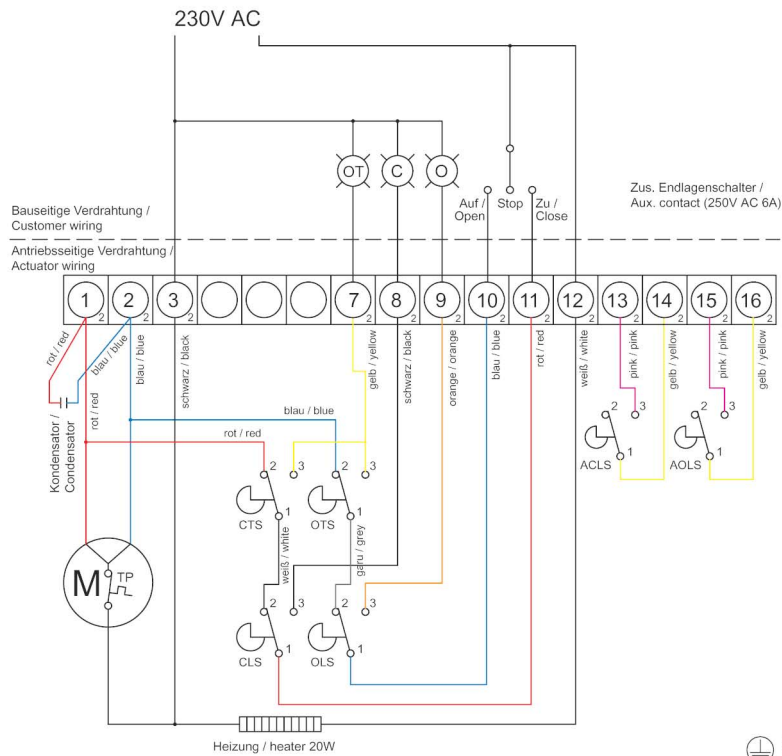 230V AC
OT C O
Auf /
Open
Stop
Zu /
Close
Zus. Endlagenschalter /
Aux. contact (250V AC 6A)
Bauseitige Verdrahtung /
Customer wiring
Antriebsseitige Verdrahtung /
Actuator wiring
1 2 3 7 8 9 10 11 12 13 14 15 16
2 2 2 2 2 2 2 2 2 2 2 2 2
rot / red
blau / blue
rot / red
blau / blue
schwarz / black
gelb / yellow
schwarz / black
orange / orange
blau / blue
rot / red
weiß / white
pink / pink
gelb / yellow
pink / pink
gelb / yellow
Kondensator /
Condensator
blau / blue
rot / red
2 3 2 3
1 1
ACLS AOLS
2 3 2 3
1 1
CTS OTS
weiß / white
garu / grey
M TP
2 3 2 3
1 1
CLS OLS
Heizung / heater 20W